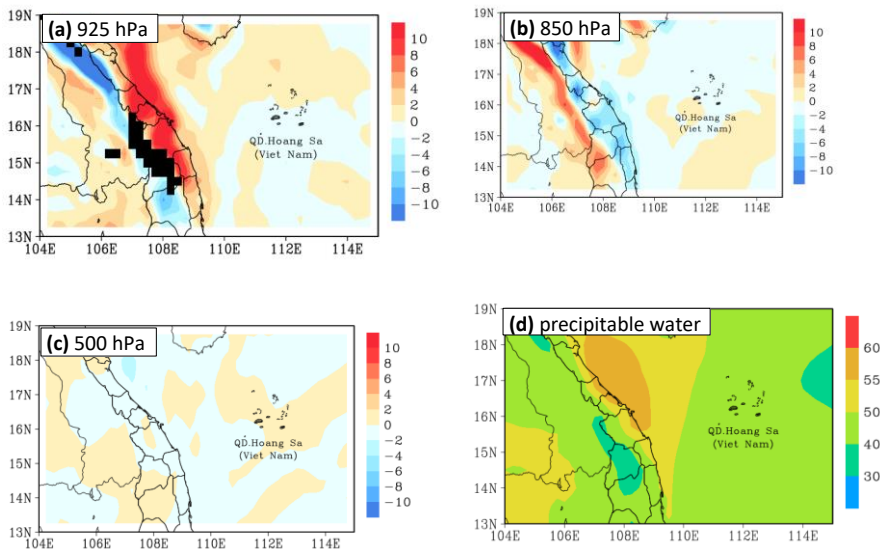 19N
18N
17N
16N
15N
14N
13N
104E 106E 108E 110E 112E 114E
(a) 925 hPa
QĐ.Hoang Sa
(Viet Nam)
10
8
6
4
2
0
−2
−4
−6
−8
−10
19N
18N
17N
16N
15N
14N
13N
104E 106E 108E 110E 112E 114E
(b) 850 hPa
QĐ.Hoang Sa
(Viet Nam)
10
8
6
4
2
0
−2
−4
−6
−8
−10
19N
18N
17N
16N
15N
14N
13N
104E 106E 108E 110E 112E 114E
(c) 500 hPa
QĐ.Hoang Sa
(Viet Nam)
10
8
6
4
2
0
−2
−4
−6
−8
−10
19N
18N
17N
16N
15N
14N
13N
104E 106E 108E 110E 112E 114E
(d) precipitable water
QĐ.Hoang Sa
(Viet Nam)
60
55
50
40
30